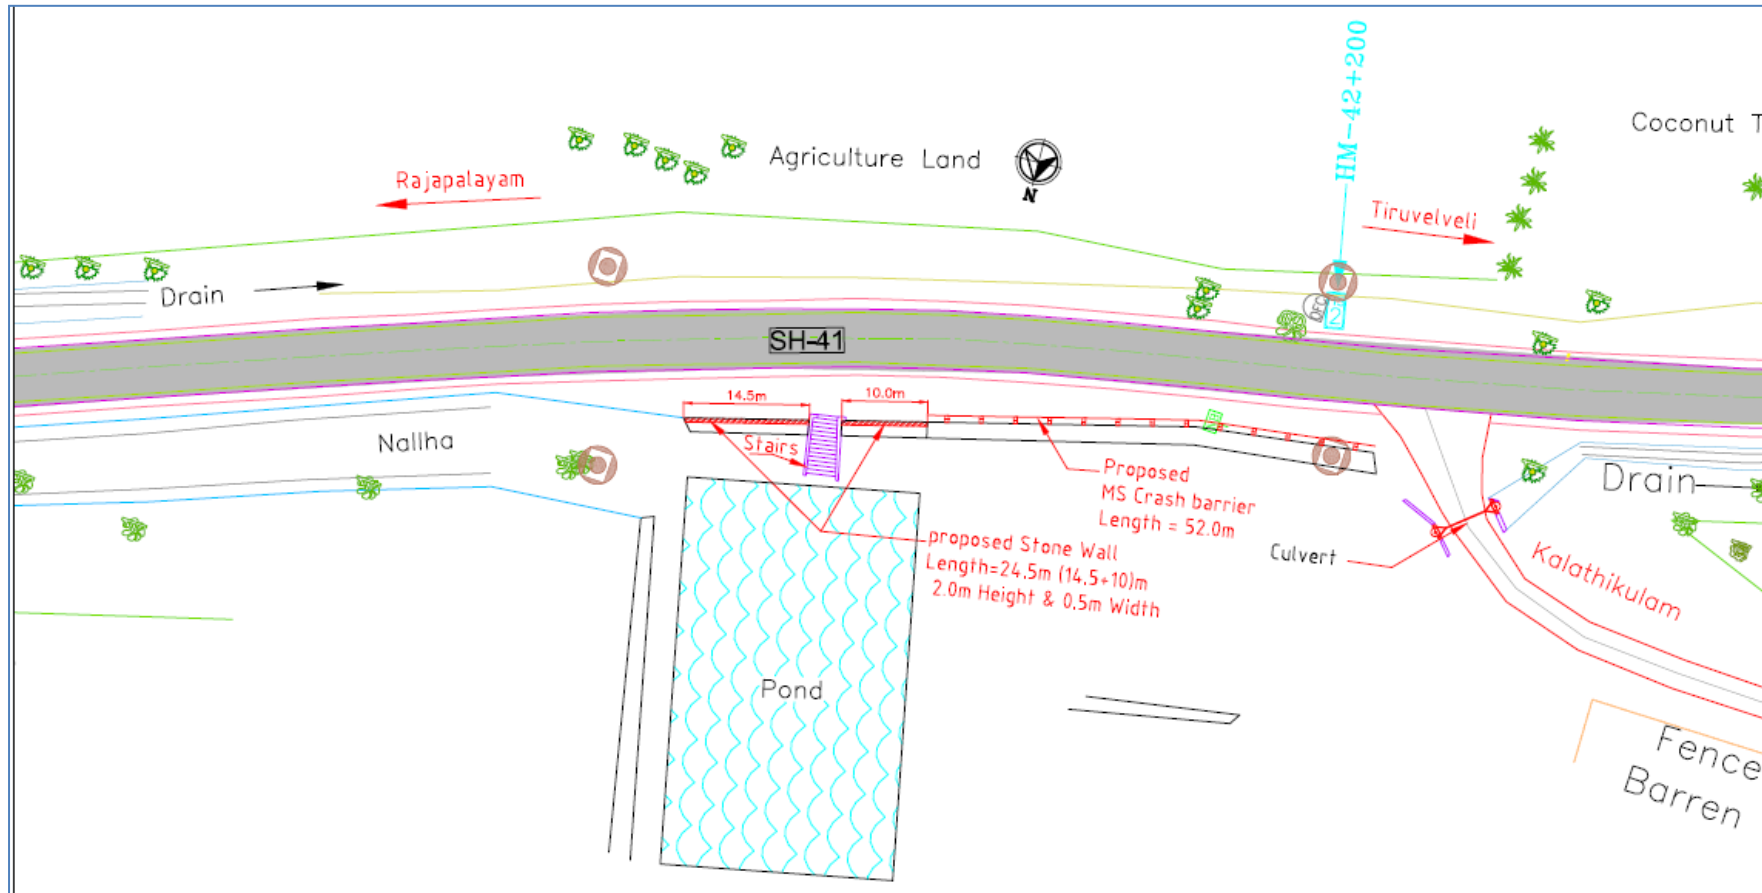 HM-42+200
Coconut T
Agriculture Land
Rajapalayam
N
Tiruvelveli
Drain
OFC
2
SH-41
14.5m
10.0m
Nallha
Stairs
Proposed
MS Crash barrier
Length = 52.0m
Drain
proposed Stone Wall
Length=24.5m (14.5+10)m
2.0m Height & 0.5m Width
Culvert
Kalathikulam
Pond
Fence
Barren